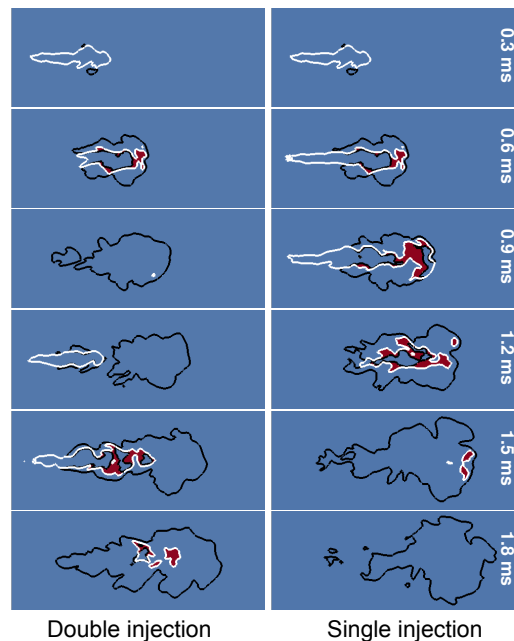 0.3 ms
0.6 ms
0.9 ms
1.2 ms
1.5 ms
1.8 ms
Double injection
Single injection